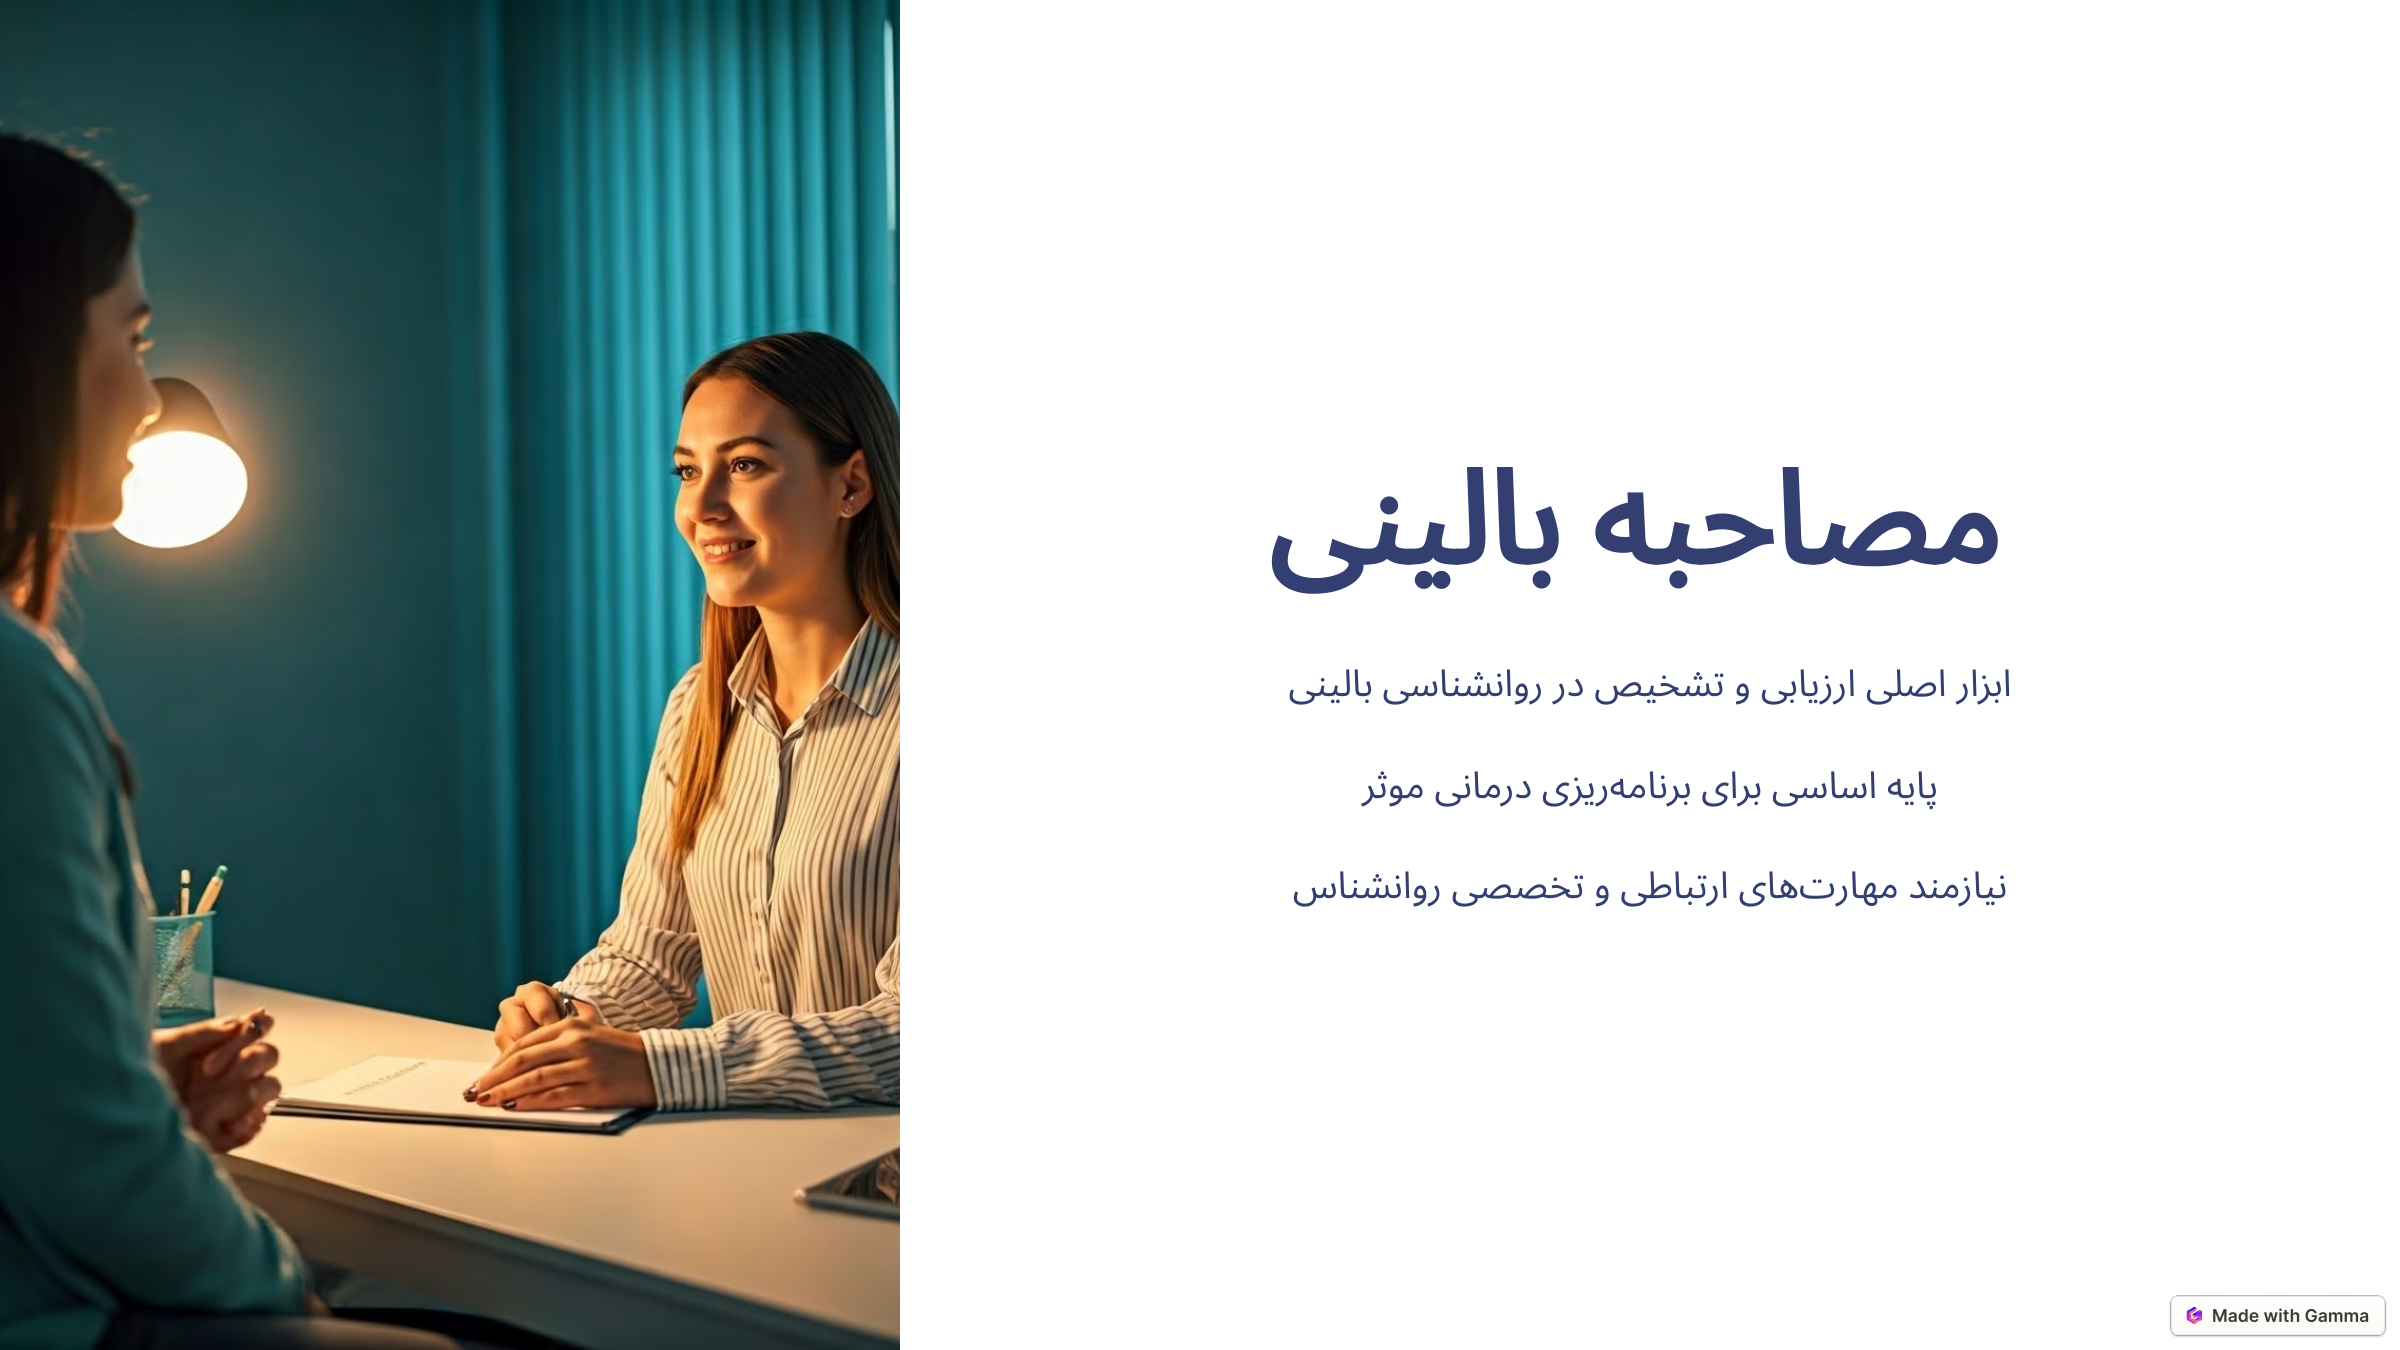 مصاحبه بالینی
ابزار اصلی ارزیابی و تشخیص در روانشناسی بالینی
پایه اساسی برای برنامه‌ریزی درمانی موثر
نیازمند مهارت‌های ارتباطی و تخصصی روانشناس
Made with Gamma